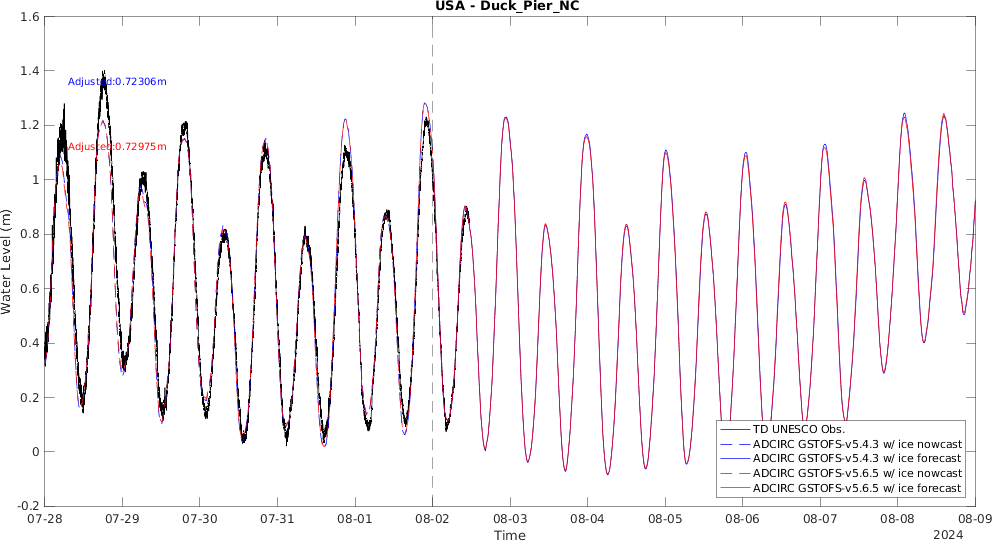 USA - Duck_Pier_NC
1.6
1.4
Adjusted:0.72306m
1.2
Adjusted:0.72975m
1
0.8
Water Level (m)
0.6
0.4
0.2
TD UNESCO Obs.
ADCIRC GSTOFS-v5.4.3 w/ ice nowcast
0
ADCIRC GSTOFS-v5.4.3 w/ ice forecast
ADCIRC GSTOFS-v5.6.5 w/ ice nowcast
ADCIRC GSTOFS-v5.6.5 w/ ice forecast
-0.2
07-28 07-29 07-30 07-31 08-01 08-02 08-03 08-04 08-05 08-06 08-07 08-08 08-09
Time
2024